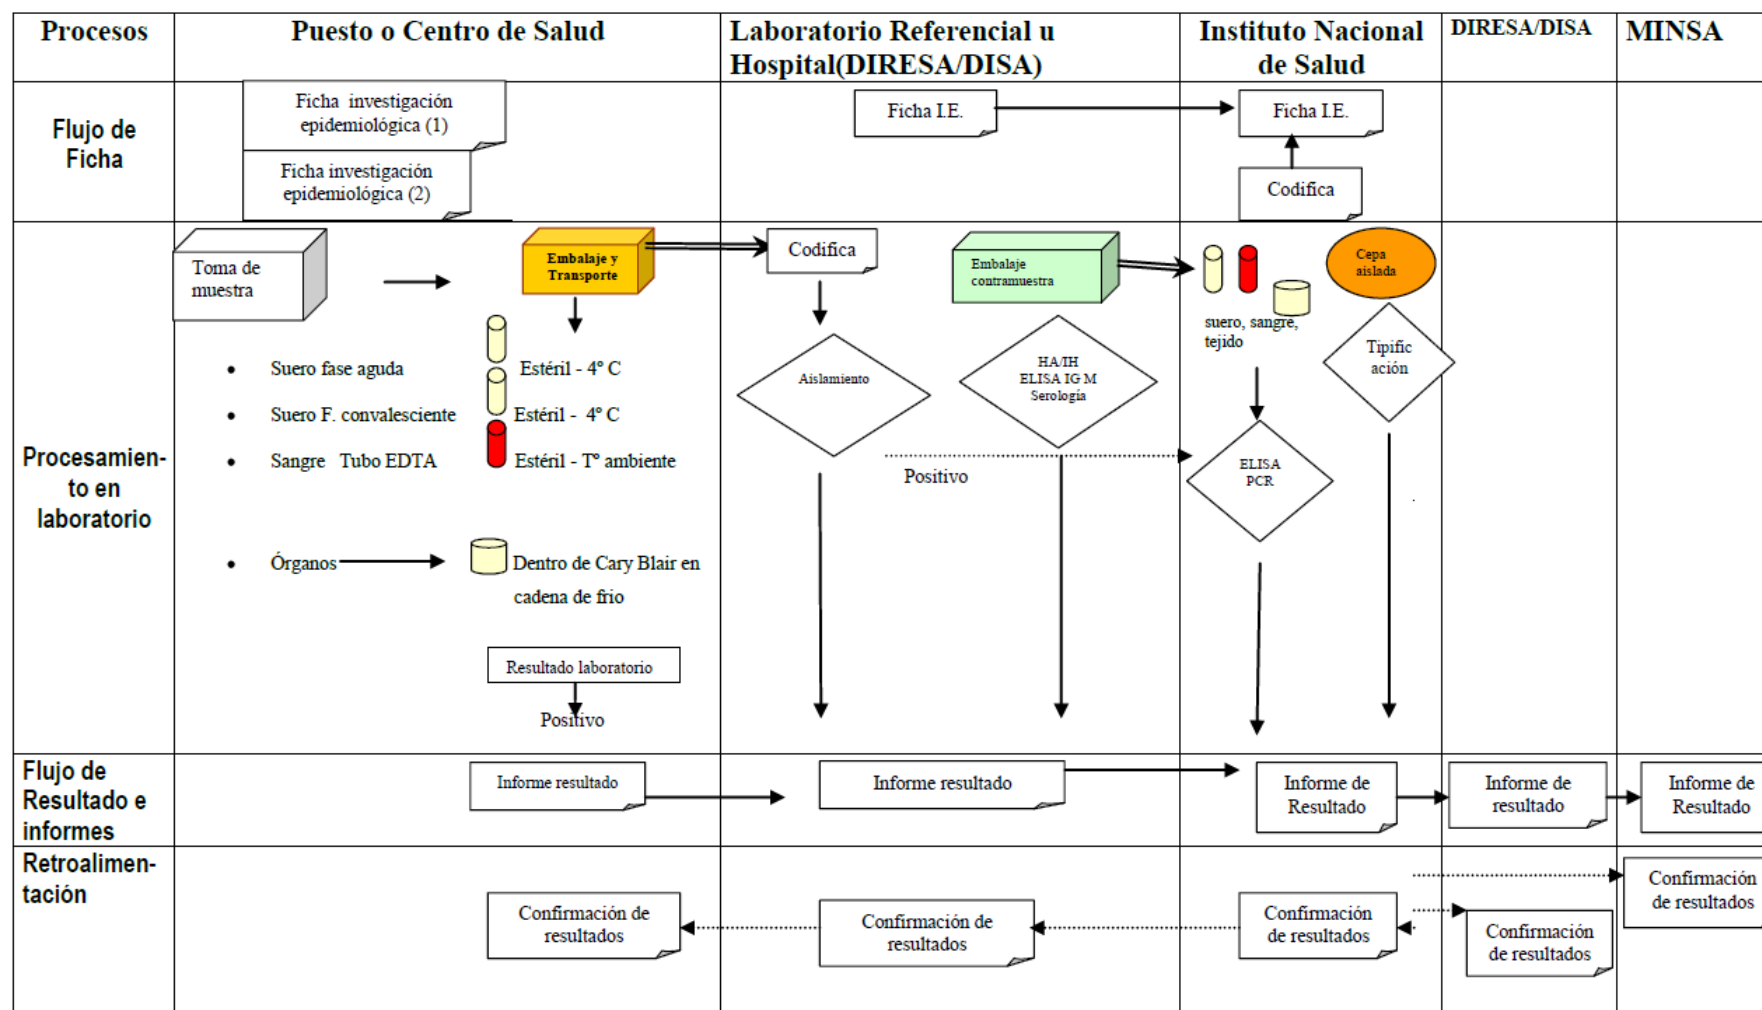 Procesos
Puesto o Centro de Salud
Laboratorio Referencial u
Hospital(DIRESA/DISA)
Instituto Nacional
de Salud
DIRESA/DISA
MINSA
Flujo de
Ficha
Ficha investigación
epidemiológica (1)
Ficha investigación
epidemiológica (2)
Ficha I.E.
Ficha I.E.
Codifica
Procesamien-
to en
laboratorio
Toma de
muestra
Embalaje y
Transporte
Codifica
Embalaje
contramuestra
Cepa
aislada
suero, sangre,
tejido
Suero fase aguda
Estéril - 4º C
Suero F. convalesciente
Estéril - 4º C
Sangre Tubo EDTA
Estéril - Tº ambiente
Órganos
Dentro de Cary Blair en
cadena de frio
Aislamiento
HA/IH
ELISA IG M
Serología
Tipific
ación
Positivo
ELISA
PCR
Resultado laboratorio
Positivo
Flujo de
Resultado e
informes
Informe resultado
Informe resultado
Informe de
Resultado
Informe de
resultado
Informe de
Resultado
Retroalimen-
tación
Confirmación de
resultados
Confirmación de
resultados
Confirmación
de resultados
Confirmación
de resultados
Confirmación
de resultados